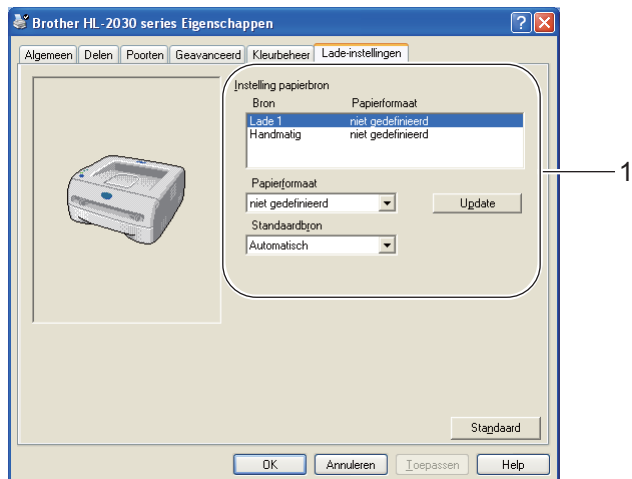 Brother HL-2030 series Eigenschappen
Algemeen Delen Poorten Geavanceerd Kleurbeheer Lade-instellingen
Instelling papierbron
Bron Papierformaat
Lade 1 niet gedefinieerd
Handmatig niet gedefinieerd
1
Papierformaat
niet gedefinieerd Update
Standaardbron
Automatisch
Standaard
OK Annuleren Toepassen Help